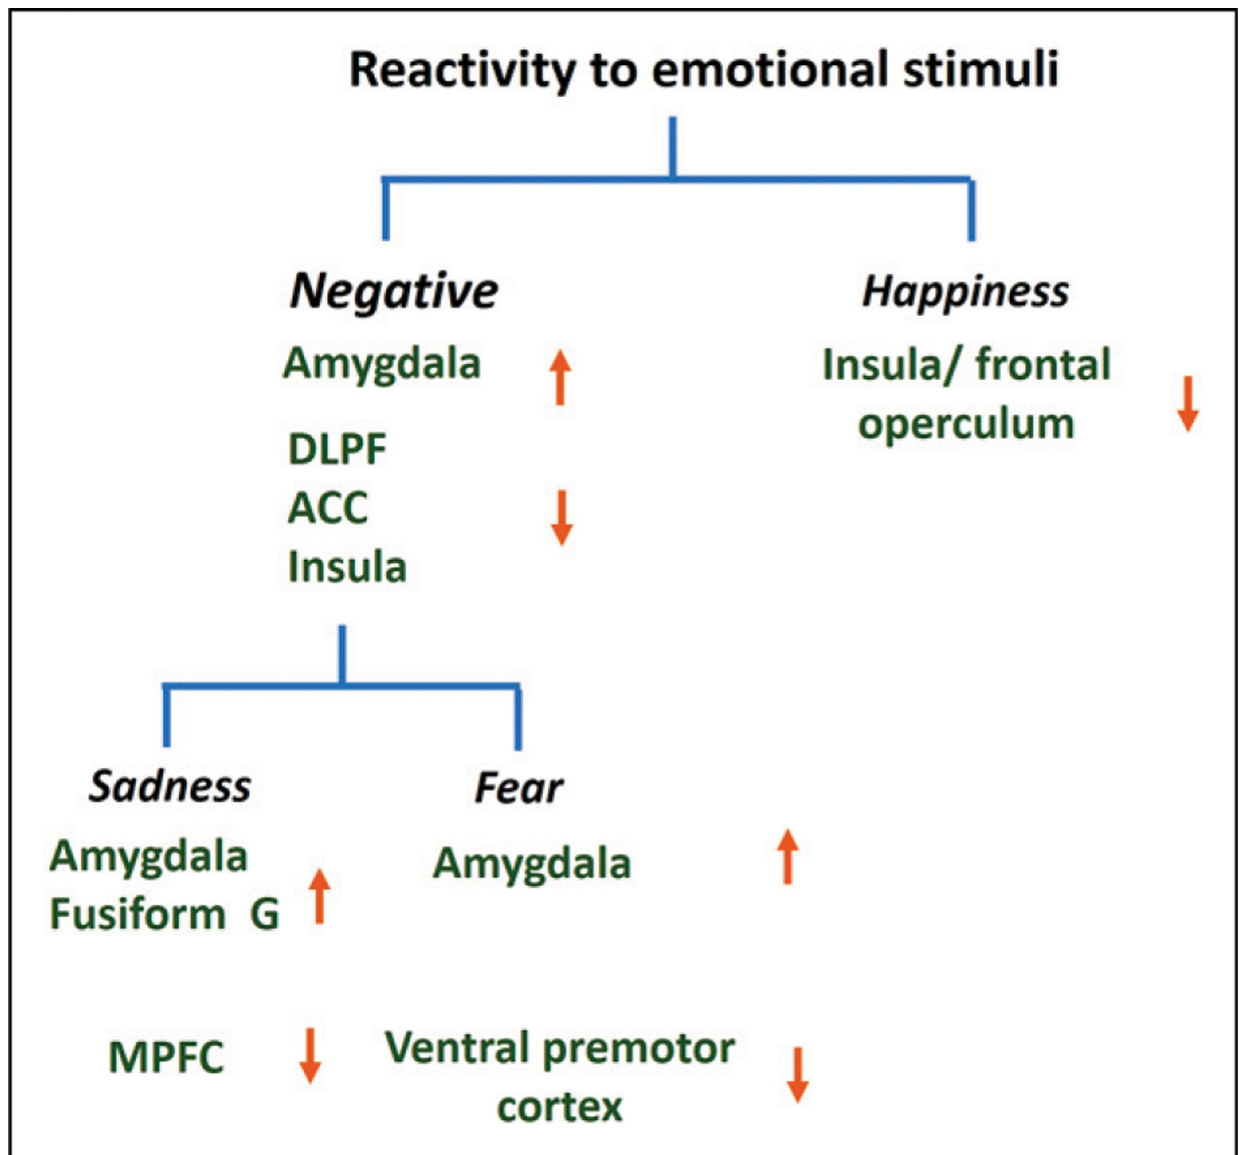 Reactivity to emotional stimuli
Negative
Amygdala
DLPF
ACC
Insula
Happiness
Insula/ frontal
operculum
Sadness
Amygdala
Fusiform G
MPFC
Fear
Amygdala
Ventral premotor
cortex